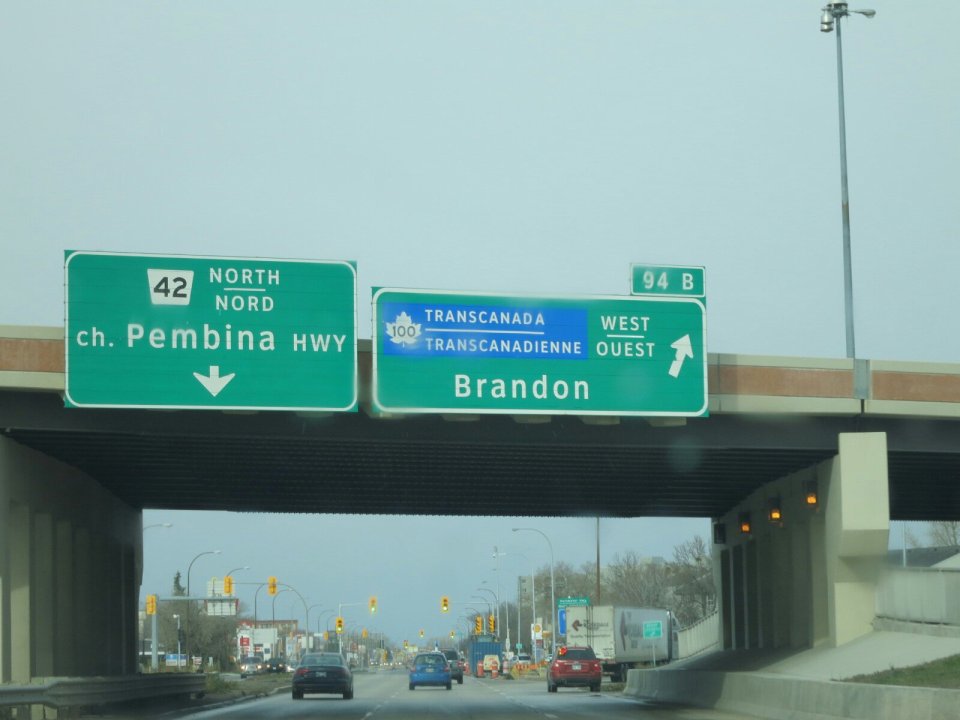 42
NORTH
NORD
ch. Pembina HWY
94 B
100
TRANSCANADA
TRANSCANADIENNE
WEST
OUEST
Brandon